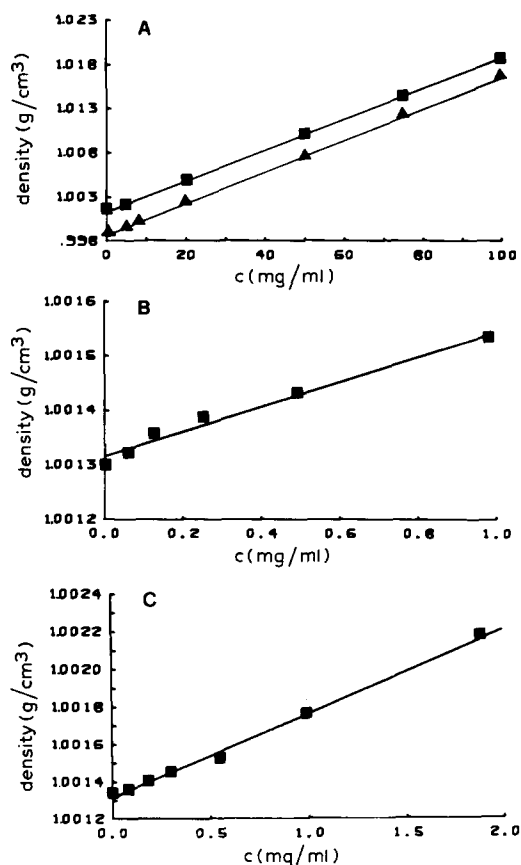 A
1.023
1.018
1.013
1.008
1.003
.998
density (g/cm³)
0 20 40 60 80 100
c (mg/ml)
B
1.0016
1.0015
1.0014
1.0013
1.0012
density (g/cm³)
0.0 0.2 0.4 0.6 0.8 1.0
c (mg/ml)
C
1.0024
1.0022
1.0020
1.0018
1.0016
1.0014
1.0012
density (g/cm³)
0.0 0.5 1.0 1.5 2.0
c (mg/ml)